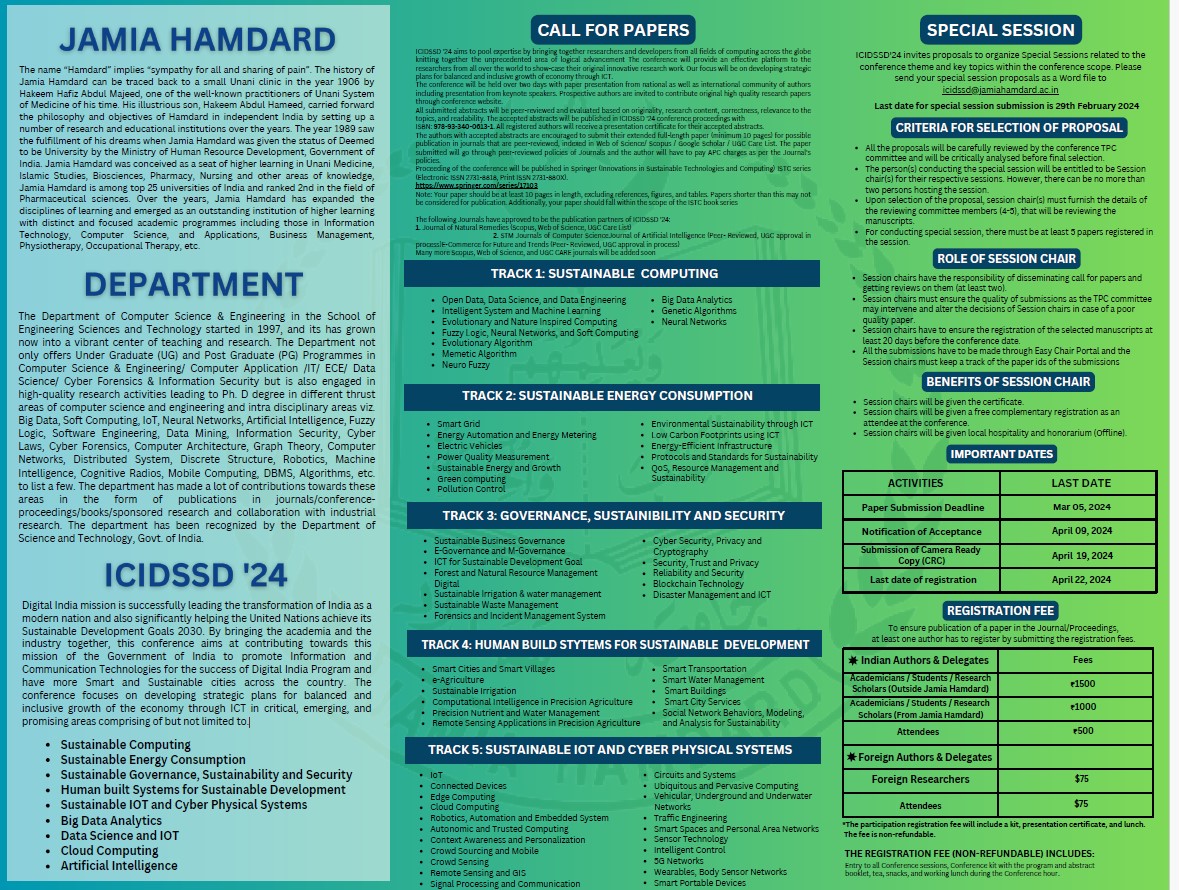 JAMIA HAMDARD
The name “Hamdard” implies “sympathy for all and sharing of pain”. The history of
Jamia Hamdard can be traced back to a small Unani clinic in the year 1906 by
Hakeem Hafiz Abdul Majeed, one of the well-known practitioners of Unani System
of Medicine of his time. His illustrious son, Hakeem Abdul Hameed, carried forward
the philosophy and objectives of Hamdard in independent India by setting up a
number of research and educational institutions over the years. The year 1989 saw
the fulfillment of his dreams when Jamia Hamdard was given the status of Deemed
to be University by the Ministry of Human Resource Development, Government of
India. Jamia Hamdard was conceived as a seat of higher learning in Unani Medicine,
Islamic Studies, Biosciences, Pharmacy, Nursing and other areas of knowledge,
Jamia Hamdard is among top 25 universities of India and ranked 2nd in the field of
Pharmaceutical sciences. Over the years, Jamia Hamdard has expanded the
disciplines of learning and emerged as an outstanding institution of higher learning
with distinct and focused academic programmes including those in Information
Technology, Computer Science, and Applications, Business Management,
Physiotherapy, Occupational Therapy, etc.
DEPARTMENT
The Department of Computer Science & Engineering in the School of
Engineering Sciences and Technology started in 1997, and its has grown
now into a vibrant center of teaching and research. The Department not
only offers Under Graduate (UG) and Post Graduate (PG) Programmes in
Computer Science & Engineering/ Computer Application /IT/ ECE/ Data
Science/ Cyber Forensics & Information Security but is also engaged in
high-quality research activities leading to Ph. D degree in different thrust
areas of computer science and engineering and intra disciplinary areas viz.
Big Data, Soft Computing, IoT, Neural Networks, Artificial Intelligence, Fuzzy
Logic, Software Engineering, Data Mining, Information Security, Cyber
Laws, Cyber Forensics, Computer Architecture, Graph Theory, Computer
Networks, Distributed System, Discrete Structure, Robotics, Machine
Intelligence, Cognitive Radios, Mobile Computing, DBMS, Algorithms, etc.
to list a few. The department has made a lot of contributions towards these
areas in the form of publications in journals/conference-
proceedings/books/sponsored research and collaboration with industrial
research. The department has been recognized by the Department of
Science and Technology, Govt. of India.
ICIDSSD '24
Digital India mission is successfully leading the transformation of India as a
modern nation and also significantly helping the United Nations achieve its
Sustainable Development Goals 2030. By bringing the academia and the
industry together, this conference aims at contributing towards this
mission of the Government of India to promote Information and
Communication Technologies for the success of Digital India Program and
have more Smart and Sustainable cities across the country. The
conference focuses on developing strategic plans for balanced and
inclusive growth of the economy through ICT in critical, emerging, and
promising areas comprising of but not limited to:
• Sustainable Computing
• Sustainable Energy Consumption
• Sustainable Governance, Sustainability and Security
• Human built Systems for Sustainable Development
• Sustainable IOT and Cyber Physical Systems
• Big Data Analytics
• Data Science and IOT
• Cloud Computing
• Artificial Intelligence
CALL FOR PAPERS
ICIDSSD '24 aims to pool expertise by bringing together researchers and developers from all fields of computing across the globe
knitting together the unprecedented area of logical advancement The conference will provide an effective platform to the
researchers from all over the world to show-case their original innovative research work. Our focus will be on developing strategic
plans for balanced and inclusive growth of economy through ICT.
The conference will be held over two days with paper presentation from national as well as international community of authors
including presentation from keynote speakers. Prospective authors are invited to contribute original high quality research papers
through conference website.
All submitted abstracts will be peer-reviewed and evaluated based on originality, research content, correctness, relevance to the
topics, and readability. The accepted abstracts will be published in ICIDSSD '24 conference proceedings with
ISBN: 978-93-340-0613-1. All registered authors will receive a presentation certificate for their accepted abstracts.
The authors with accepted abstracts are encouraged to submit their extended full-length paper (minimum 10 pages) for possible
publication in journals that are peer-reviewed, indexed in Web of Science/ Scopus / Google Scholar / UGC Care List. The paper
submitted will go through peer-reviewed policies of Journals and the author will have to pay APC charges as per the Journal's
policies.
Proceeding of the conference will be published in Springer (Innovations in Sustainable Technologies and Computing) ISTC series
(Electronic ISSN 2731-8818, Print ISSN 2731-880X).
https://www.springer.com/series/17103
Note: Your paper should be at least 10 pages in length, excluding references, figures, and tables. Papers shorter than this may not
be considered for publication. Additionally, your paper should fall within the scope of the ISTC book series
The following Journals have approved to be the publication partners of ICIDSSD '24:
1. Journal of Natural Remedies (Scopus, Web of Science, UGC Care List)
2. STM Journals of Computer Science,Journal of Artificial Intelligence (Peer- Reviewed, UGC approval in
process)E-Commerce for Future and Trends (Peer- Reviewed, UGC approval in process)
Many more Scopus, Web of Science, and UGC CARE journals will be added soon
TRACK 1: SUSTAINABLE COMPUTING
• Open Data, Data Science, and Data Engineering
• Intelligent System and Machine Learning
• Evolutionary and Nature Inspired Computing
• Fuzzy Logic, Neural Networks, and Soft Computing
• Evolutionary Algorithm
• Memetic Algorithm
• Neuro Fuzzy
• Big Data Analytics
• Genetic Algorithms
• Neural Networks
TRACK 2: SUSTAINABLE ENERGY CONSUMPTION
• Smart Grid
• Energy Automation and Energy Metering
• Electric Vehicles
• Power Quality Measurement
• Sustainable Energy and Growth
• Green computing
• Pollution Control
• Environmental Sustainability through ICT
• Low Carbon Footprints using ICT
• Energy-Efficient Infrastructure
• Protocols and Standards for Sustainability
• QoS, Resource Management and
Sustainability
TRACK 3: GOVERNANCE, SUSTAINIBILITY AND SECURITY
• Sustainable Business Governance
• E-Governance and M-Governance
• ICT for Sustainable Development Goal
• Forest and Natural Resource Management
Digital
• Sustainable Irrigation & water management
• Sustainable Waste Management
• Forensics and Incident Management System
• Cyber Security, Privacy and
Cryptography
• Security, Trust and Privacy
• Reliability and Security
• Blockchain Technology
• Disaster Management and ICT
TRACK 4: HUMAN BUILD STYTEMS FOR SUSTAINABLE DEVELOPMENT
• Smart Cities and Smart Villages
• e-Agriculture
• Sustainable Irrigation
• Computational Intelligence in Precision Agriculture
• Precision Nutrient and Water Management
• Remote Sensing Applications in Precision Agriculture
• Smart Transportation
• Smart Water Management
• Smart Buildings
• Smart City Services
• Social Network Behaviors, Modeling,
and Analysis for Sustainability
TRACK 5: SUSTAINABLE IOT AND CYBER PHYSICAL SYSTEMS
• IoT
• Connected Devices
• Edge Computing
• Cloud Computing
• Robotics, Automation and Embedded System
• Autonomic and Trusted Computing
• Context Awareness and Personalization
• Crowd Sourcing and Mobile
• Crowd Sensing
• Remote Sensing and GIS
• Signal Processing and Communication
• Circuits and Systems
• Ubiquitous and Pervasive Computing
• Vehicular, Underground and Underwater
Networks
• Traffic Engineering
• Smart Spaces and Personal Area Networks
• Sensor Technology
• Intelligent Control
• 5G Networks
• Wearables, Body Sensor Networks
• Smart Portable Devices
SPECIAL SESSION
ICIDSSD'24 invites proposals to organize Special Sessions related to the
conference theme and key topics within the conference scope. Please
send your special session proposals as a Word file to
icidssd@jamiahamdard.ac.in
Last date for special session submission is 29th February 2024
CRITERIA FOR SELECTION OF PROPOSAL
• All the proposals will be carefully reviewed by the conference TPC
committee and will be critically analysed before final selection.
• The person(s) conducting the special session will be entitled to be Session
chair(s) for their respective sessions. However, there can be no more than
two persons hosting the session.
• Upon selection of the proposal, session chair(s) must furnish the details of
the reviewing committee members (4-5), that will be reviewing the
manuscripts.
• For conducting special session, there must be at least 5 papers registered in
the session.
ROLE OF SESSION CHAIR
• Session chairs have the responsibility of disseminating call for papers and
getting reviews on them (at least two).
• Session chairs must ensure the quality of submissions as the TPC committee
may intervene and alter the decisions of Session chairs in case of a poor
quality paper.
• Session chairs have to ensure the registration of the selected manuscripts at
least 20 days before the conference date.
• All the submissions have to be made through Easy Chair Portal and the
Session chairs must keep a track of the paper ids of the submissions
BENEFITS OF SESSION CHAIR
• Session chairs will be given the certificate.
• Session chairs will be given a free complementary registration as an
attendee at the conference.
• Session chairs will be given local hospitality and honorarium (Offline).
IMPORTANT DATES
ACTIVITIES LAST DATE
Paper Submission Deadline Mar 05, 2024
Notification of Acceptance April 09, 2024
Submission of Camera Ready
Copy (CRC) April 19, 2024
Last date of registration April 22, 2024
REGISTRATION FEE
To ensure publication of a paper in the Journal/Proceedings,
at least one author has to register by submitting the registration fees.
✷ Indian Authors & Delegates Fees
Academicians / Students / Research
Scholars (Outside Jamia Hamdard) ₹1500
Academicians / Students / Research
Scholars (From Jamia Hamdard) ₹1000
Attendees ₹500
✷ Foreign Authors & Delegates
Foreign Researchers $75
Attendees $75
*The participation registration fee will include a kit, presentation certificate, and lunch.
The fee is non-refundable.
THE REGISTRATION FEE (NON-REFUNDABLE) INCLUDES:
Entry to all Conference sessions, Conference kit with the program and abstract
booklet, tea, snacks, and working lunch during the Conference hour.
JAMIA HAMDARD